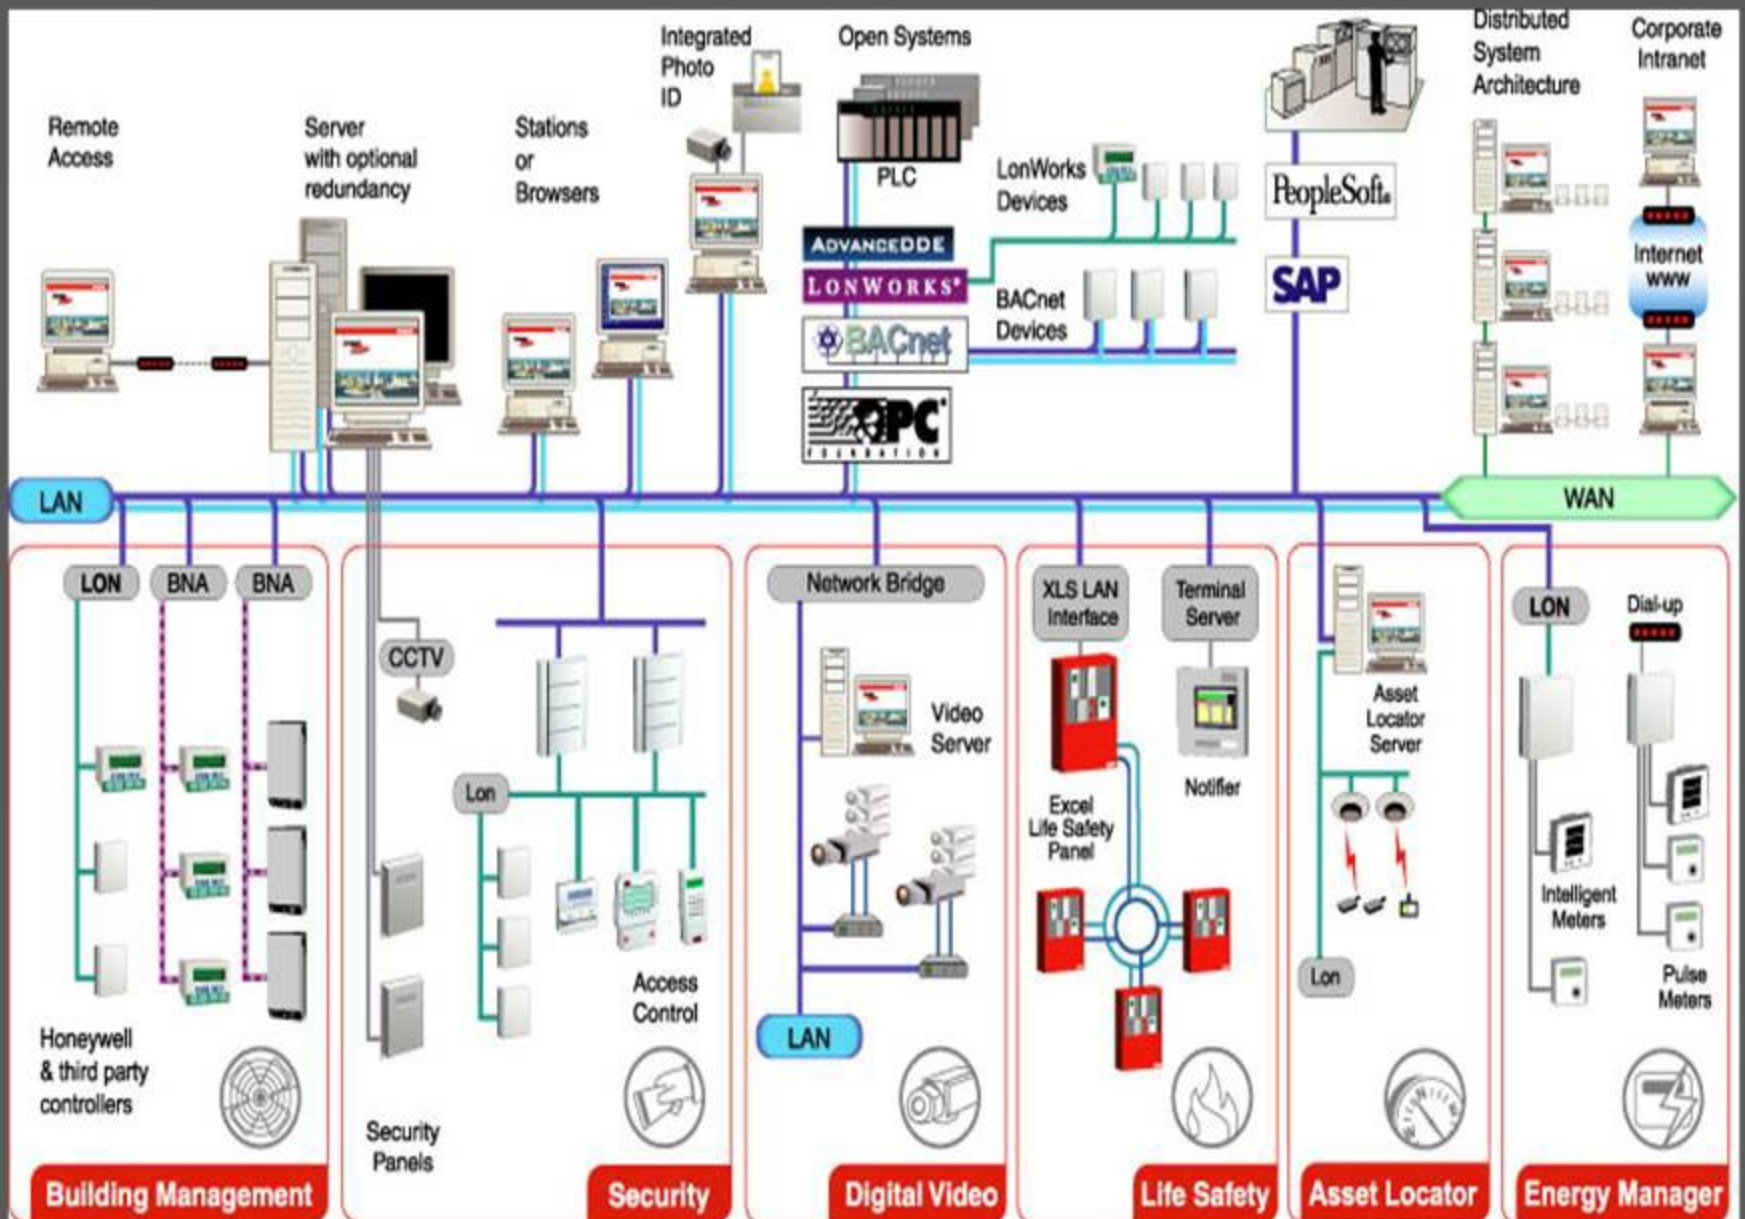 Remote
Access
Server
with optional
redundancy
Stations
or
Browsers
Integrated
Photo
ID
Open Systems
PLC
ADVANCEDDE
LONWORKS
BACnet
OPC
FOUNDATION
LonWorks
Devices
BACnet
Devices
PeopleSoft
SAP
Distributed
System
Architecture
Corporate
Intranet
Internet
WWW
LAN
WAN
LON
BNA
BNA
Honeywell
& third party
controllers
Building Management
CCTV
Lon
Access
Control
Security
Panels
Security
Network Bridge
Video
Server
LAN
Digital Video
XLS LAN
Interface
Terminal
Server
Excel
Life Safety
Panel
Notifier
Life Safety
Asset
Locator
Server
Lon
Asset Locator
LON
Dial-up
Intelligent
Meters
Pulse
Meters
Energy Manager